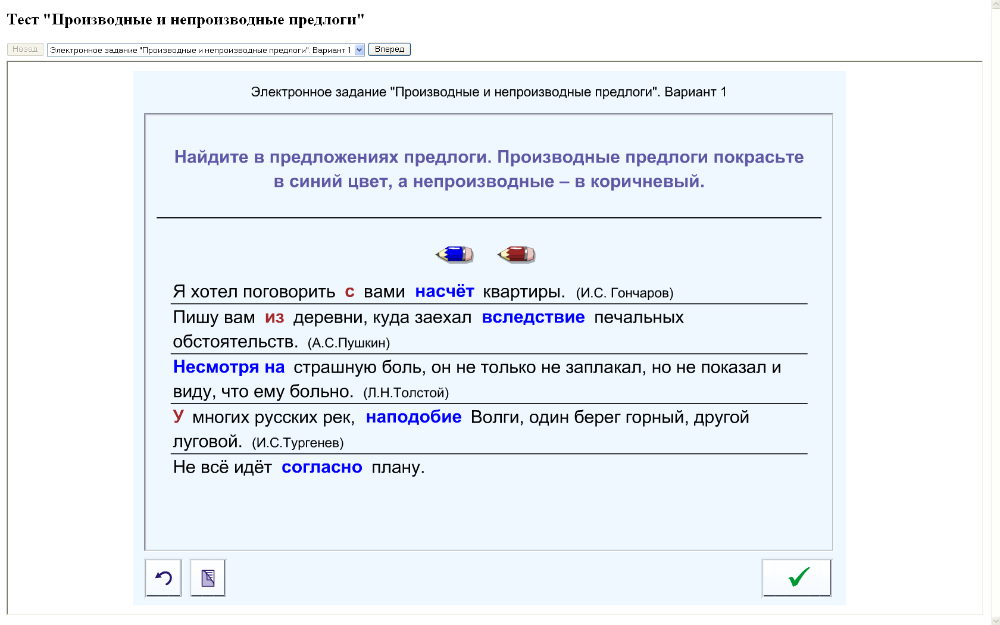 Тест "Производные и непроизводные предлоги"
Назад Электронное задание "Производные и непроизводные предлоги". Вариант 1 Вперед
Электронное задание "Производные и непроизводные предлоги". Вариант 1
Найдите в предложениях предлоги. Производные предлоги покрасьте
в синий цвет, а непроизводные – в коричневый.
Я хотел поговорить с вами насчёт квартиры. (И.С. Гончаров)
Пишу вам из деревни, куда заехал вследствие печальных
обстоятельств. (А.С.Пушкин)
Несмотря на страшную боль, он не только не заплакал, но не показал и
виду, что ему больно. (Л.Н.Толстой)
У многих русских рек, наподобие Волги, один берег горный, другой
луговой. (И.С.Тургенев)
Не всё идёт согласно плану.